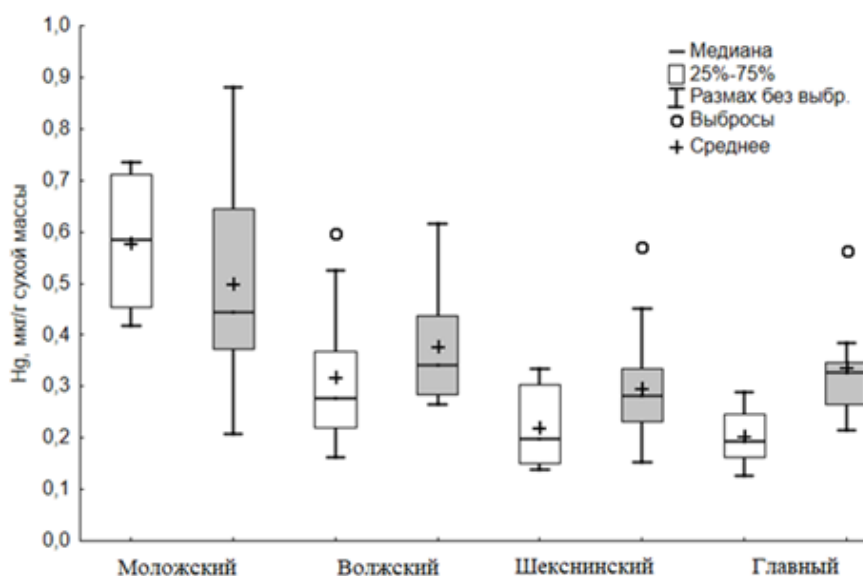 1,0
0,9
0,8
0,7
0,6
0,5
0,4
0,3
0,2
0,1
0,0
Hg, мкг/г сухой массы
Медиана
25%-75%
Размах без выбр.
Выбросы
Среднее
Моложский Волжский Шекснинский Главный